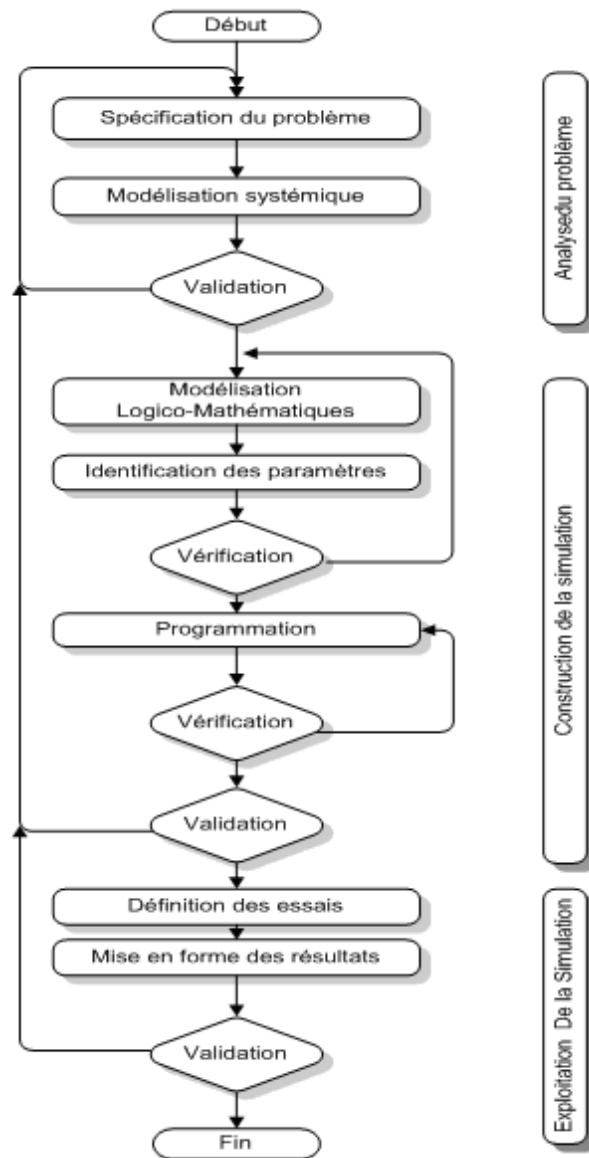 Début
Spécification du problème
Modélisation systémique
Validation
Modélisation
Logico-Mathématiques
Identification des paramètres
Vérification
Programmation
Vérification
Validation
Définition des essais
Mise en forme des résultats
Validation
Fin
Analysedu problème
Construction de la simulation
Exploitation De la Simulation